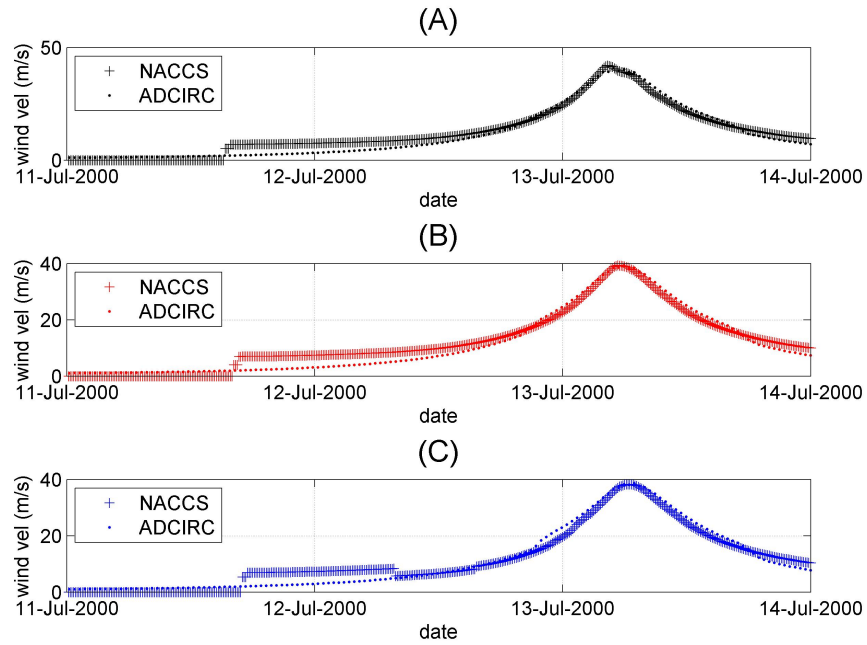 (A)
wind vel (m/s)
50
0
NACCS
ADCIRC
11-Jul-2000
12-Jul-2000
13-Jul-2000
14-Jul-2000
date
(B)
wind vel (m/s)
40
20
0
NACCS
ADCIRC
11-Jul-2000
12-Jul-2000
13-Jul-2000
14-Jul-2000
date
(C)
wind vel (m/s)
40
20
0
NACCS
ADCIRC
11-Jul-2000
12-Jul-2000
13-Jul-2000
14-Jul-2000
date